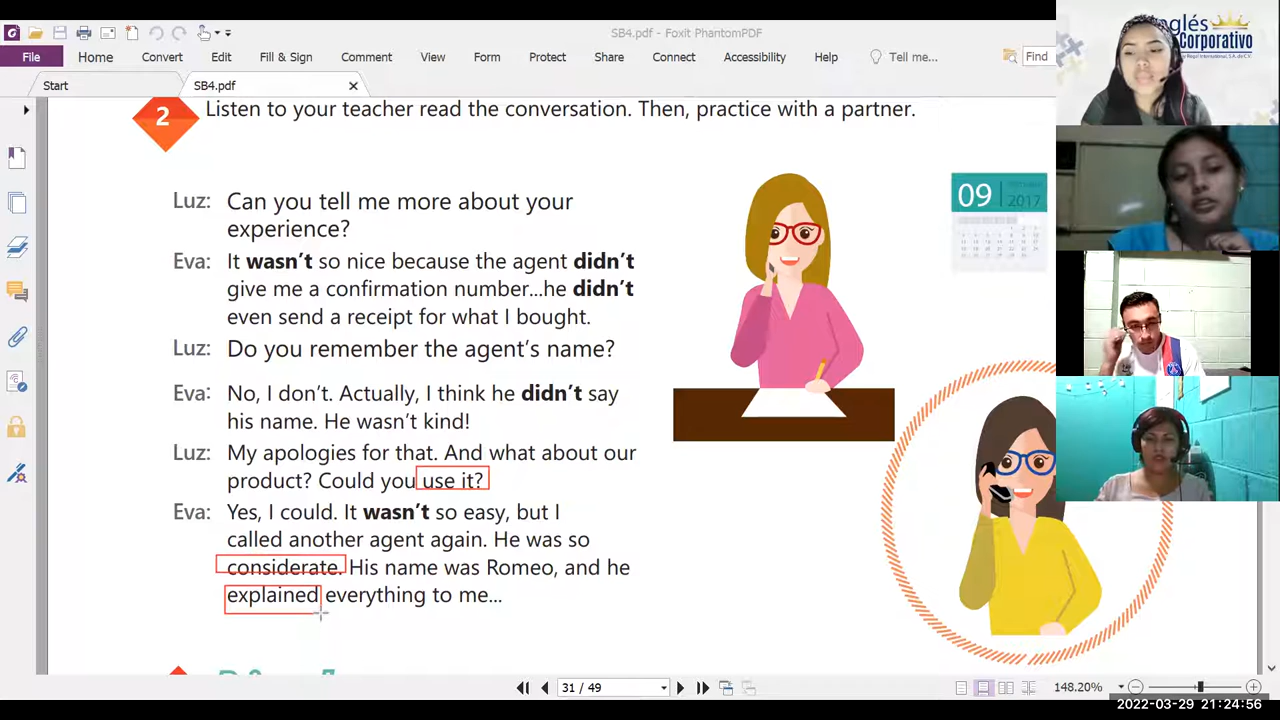 SB4.pdf - Foxit PhantomPDF
File Home Convert Edit Fill & Sign Comment View Form Protect Share Connect Accessibility Help Tell me... Find
Start SB4.pdf
2 Listen to your teacher read the conversation. Then, practice with a partner.
Luz: Can you tell me more about your
experience?
Eva: It wasn't so nice because the agent didn't
give me a confirmation number...he didn't
even send a receipt for what I bought.
Luz: Do you remember the agent's name?
Eva: No, I don't. Actually, I think he didn't say
his name. He wasn't kind!
Luz: My apologies for that. And what about our
product? Could you use it?
Eva: Yes, I could. It wasn't so easy, but I
called another agent again. He was so
considerate. His name was Romeo, and he
explained everything to me...
09
2017
nglés
Corporativo
31 / 49
148.20%
2022-03-29 21:24:56